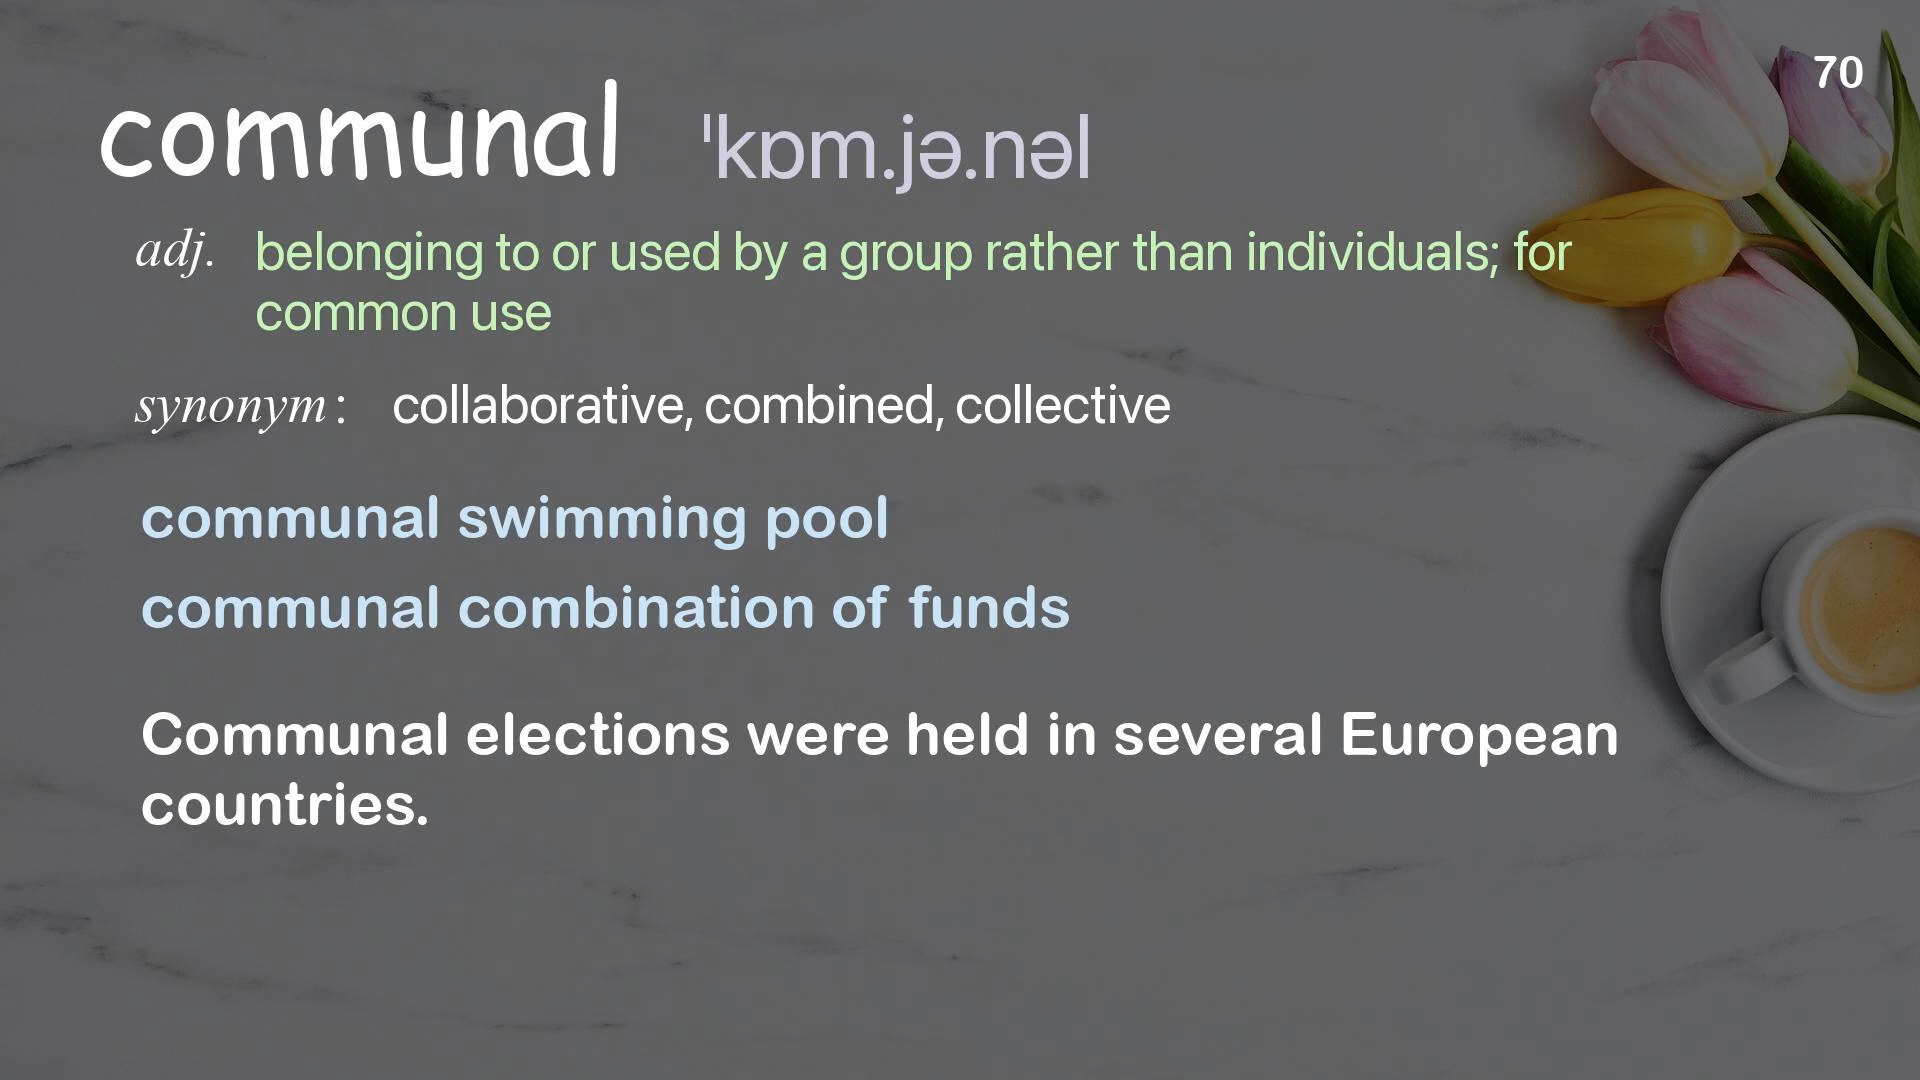 70
communal ˈkɒm.jə.nəl
adj. belonging to or used by a group rather than individuals; for
common use
synonym : collaborative, combined, collective
communal swimming pool
communal combination of funds
Communal elections were held in several European
countries.